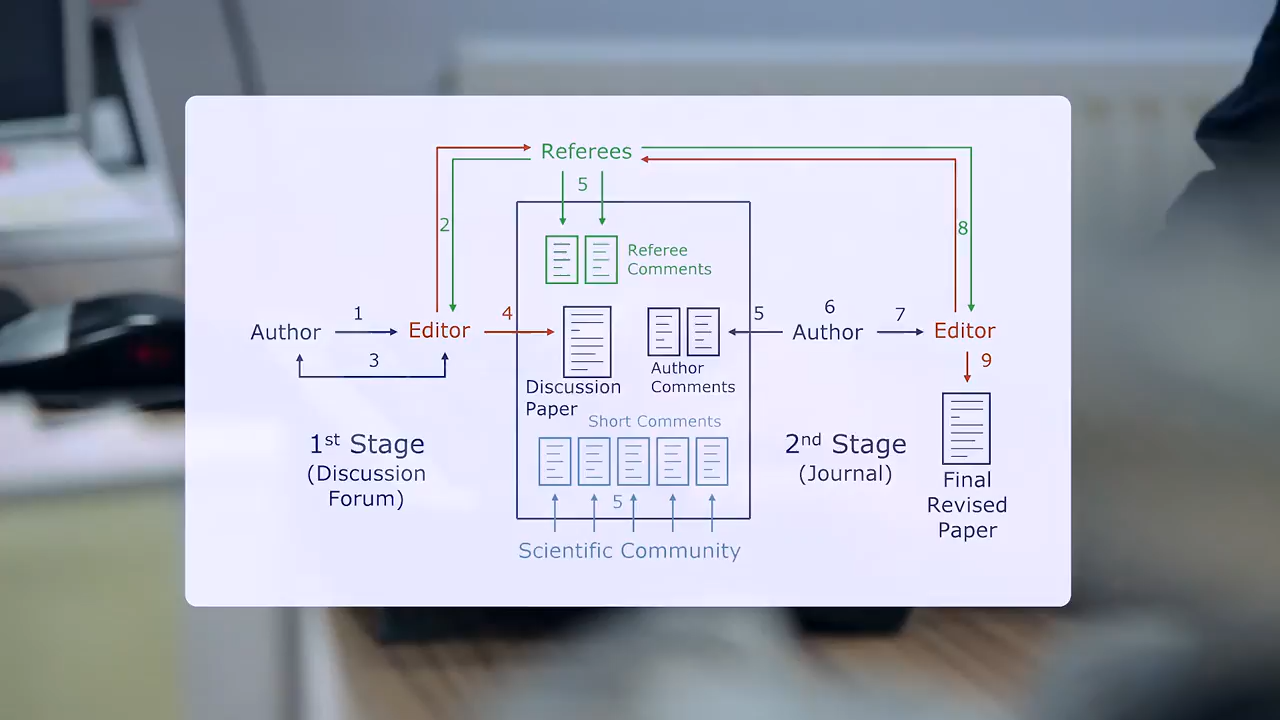 Referees
5
2
8
Referee
Comments
1
4
5
6
7
Author
Editor
Author
Editor
3
9
Author
Comments
Discussion
Paper
Short Comments
1st Stage
(Discussion
Forum)
2nd Stage
(Journal)
Final
Revised
Paper
5
Scientific Community